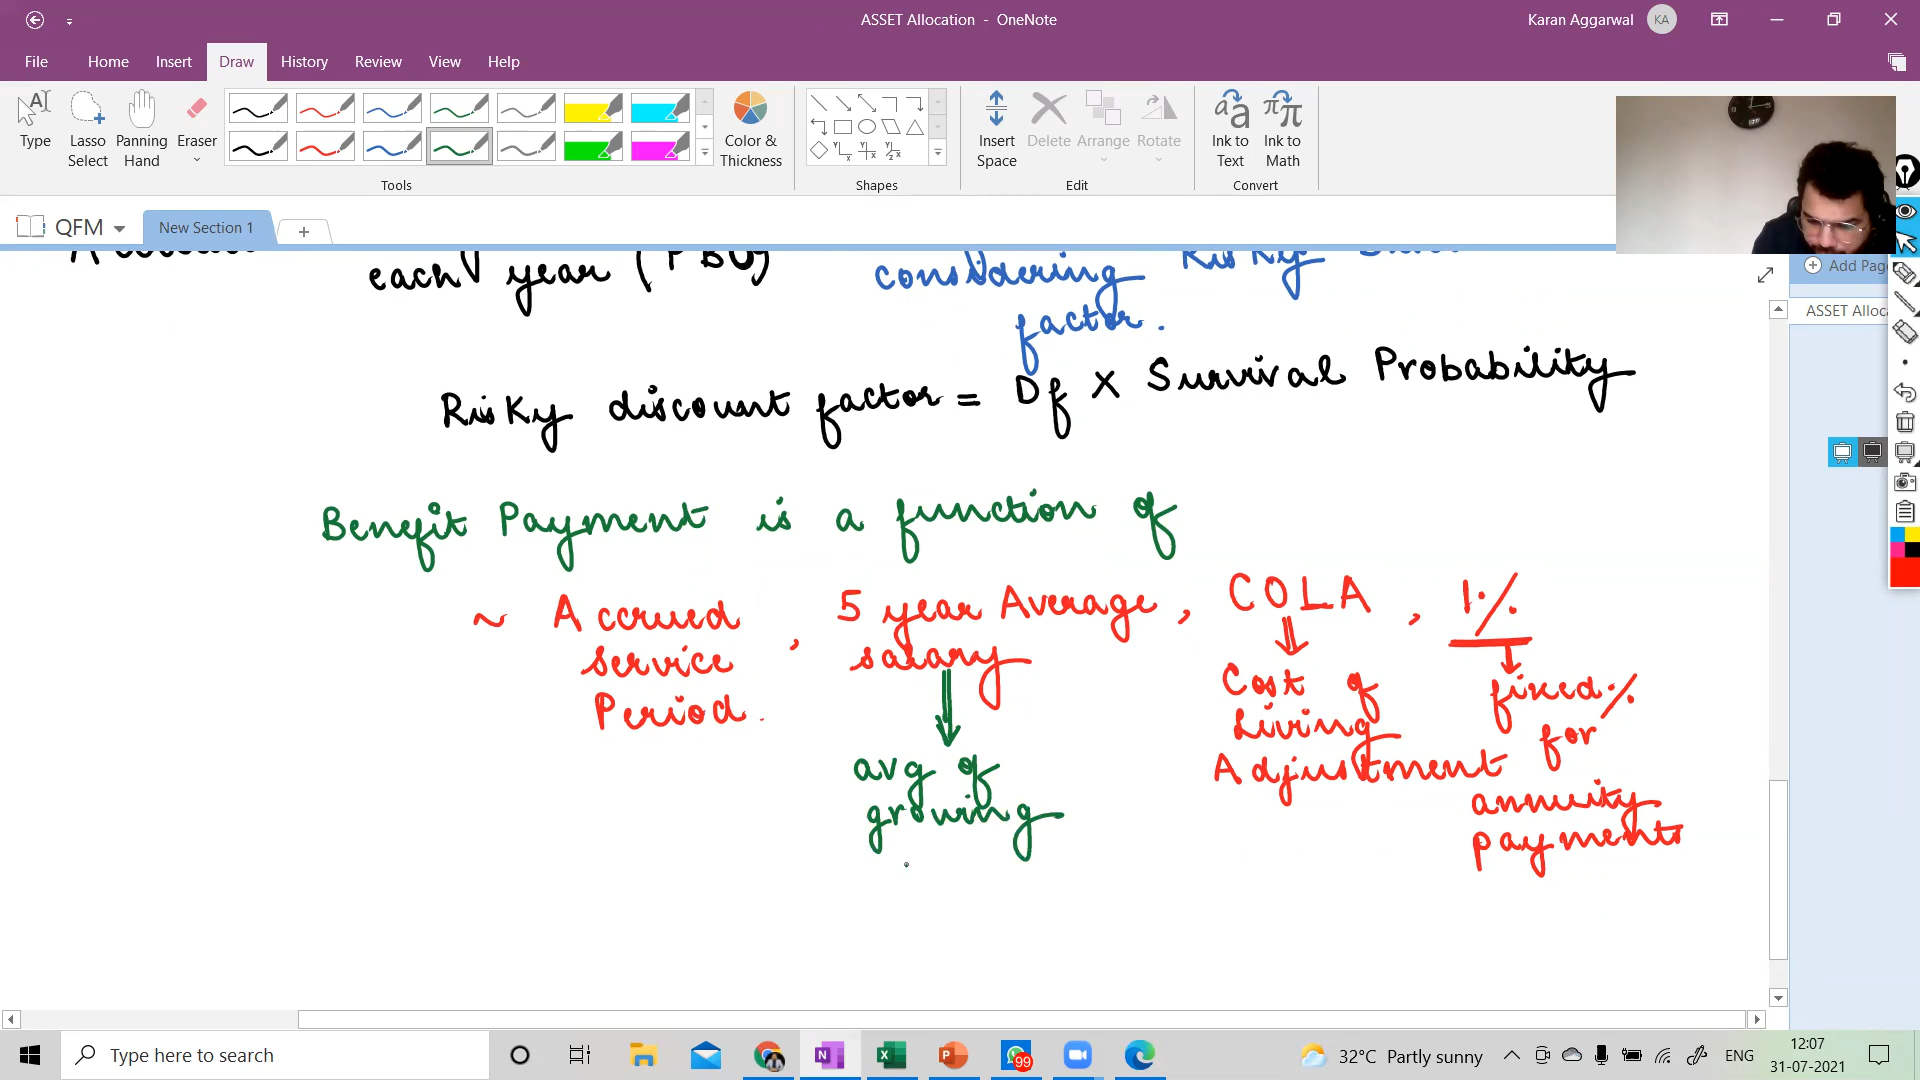 ASSET Allocation - OneNote
Karan Aggarwal KA
File Home Insert Draw History Review View Help
Type
Lasso Select
Panning Hand
Eraser
Color & Thickness
Insert Space
Delete
Arrange
Rotate
Ink to Text
Ink to Math
Tools Shapes Edit Convert
QFM New Section 1 +
Add Page
ASSET Alloc
each year (PBO)
considering Risky
factor.
Risky discount factor = Df X Survival Probability
Benefit Payment is a function of
~ Accrued service Period.
, 5 year Average salary
, COLA
, 1%
Cost of Living Adjustment
fixed % for annuity payments
avg of growing
Type here to search
99
32°C Partly sunny
ENG
12:07
31-07-2021